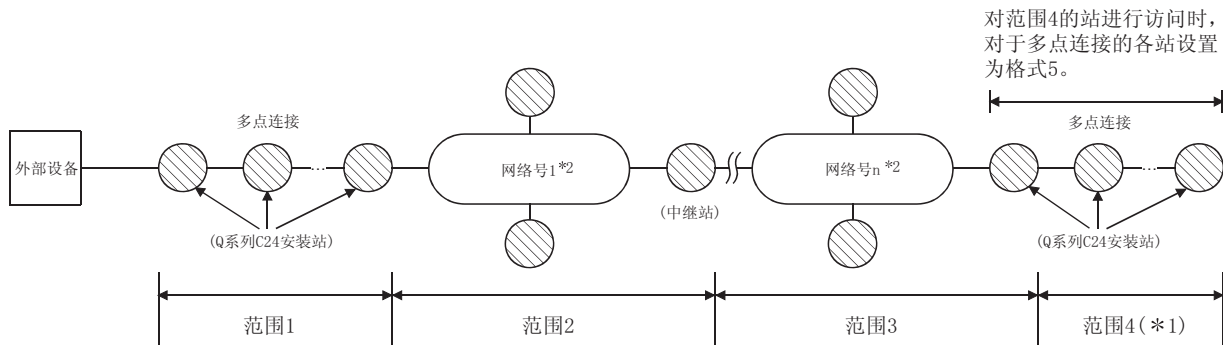 对范围4的站进行访问时，
对于多点连接的各站设置
为格式5。
多点连接
多点连接
外部设备
...
网络号1*2
网络号n*2
...
(中继站)
(Q系列C24安装站)
(Q系列C24安装站)
范围1
范围2
范围3
范围4(*1)